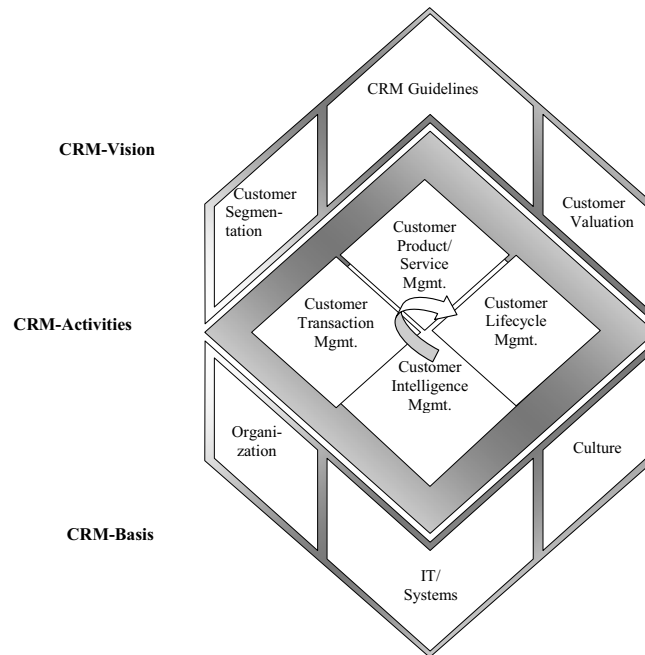 CRM Guidelines
CRM-Vision
Customer
Segmen-
tation
Customer
Valuation
Customer
Product/
Service
Mgmt.
CRM-Activities
Customer
Transaction
Mgmt.
Customer
Lifecycle
Mgmt.
Customer
Intelligence
Mgmt.
Organi-
zation
Culture
CRM-Basis
IT/
Systems